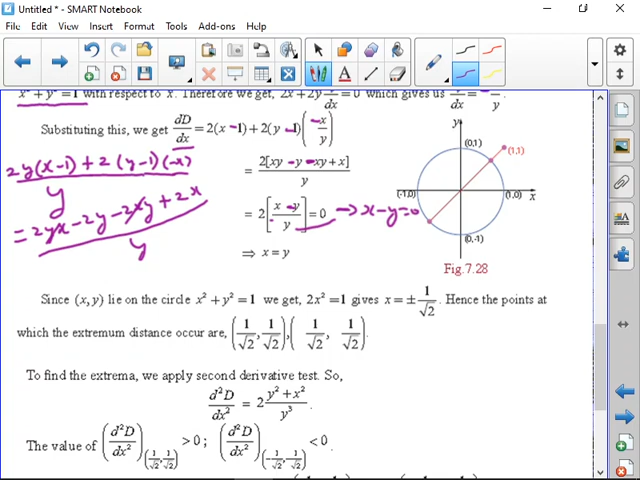 Untitled * - SMART Notebook
File Edit View Insert Format Tools Add-ons Help
x² + y² = 1 with respect to x. Therefore we get, 2x + 2y dy/dx = 0 which gives us dy/dx = -x/y.
Substituting this, we get dD/dx = 2(x - 1) + 2(y - 1)(-x/y)
2y(x-1) + 2(y-1)(-x)
y
= 2[xy - y - xy + x] / y
= 2yx - 2y - 2xy + 2x
y
= 2[(x - y)/y] = 0 → x - y = 0
⇒ x = y
y
(0,1)
(1,1)
(-1,0)
(1,0)
x
(0,-1)
Fig.7.28
Since (x, y) lie on the circle x² + y² = 1 we get, 2x² = 1 gives x = ± 1/√2. Hence the points at
which the extremum distance occur are, (1/√2, 1/√2), (1/√2, 1/√2).
To find the extrema, we apply second derivative test. So,
d²D/dx² = 2 (y² + x²)/y³.
The value of (d²D/dx²)(1/√2, 1/√2) > 0 ; (d²D/dx²)(-1/√2, -1/√2) < 0.